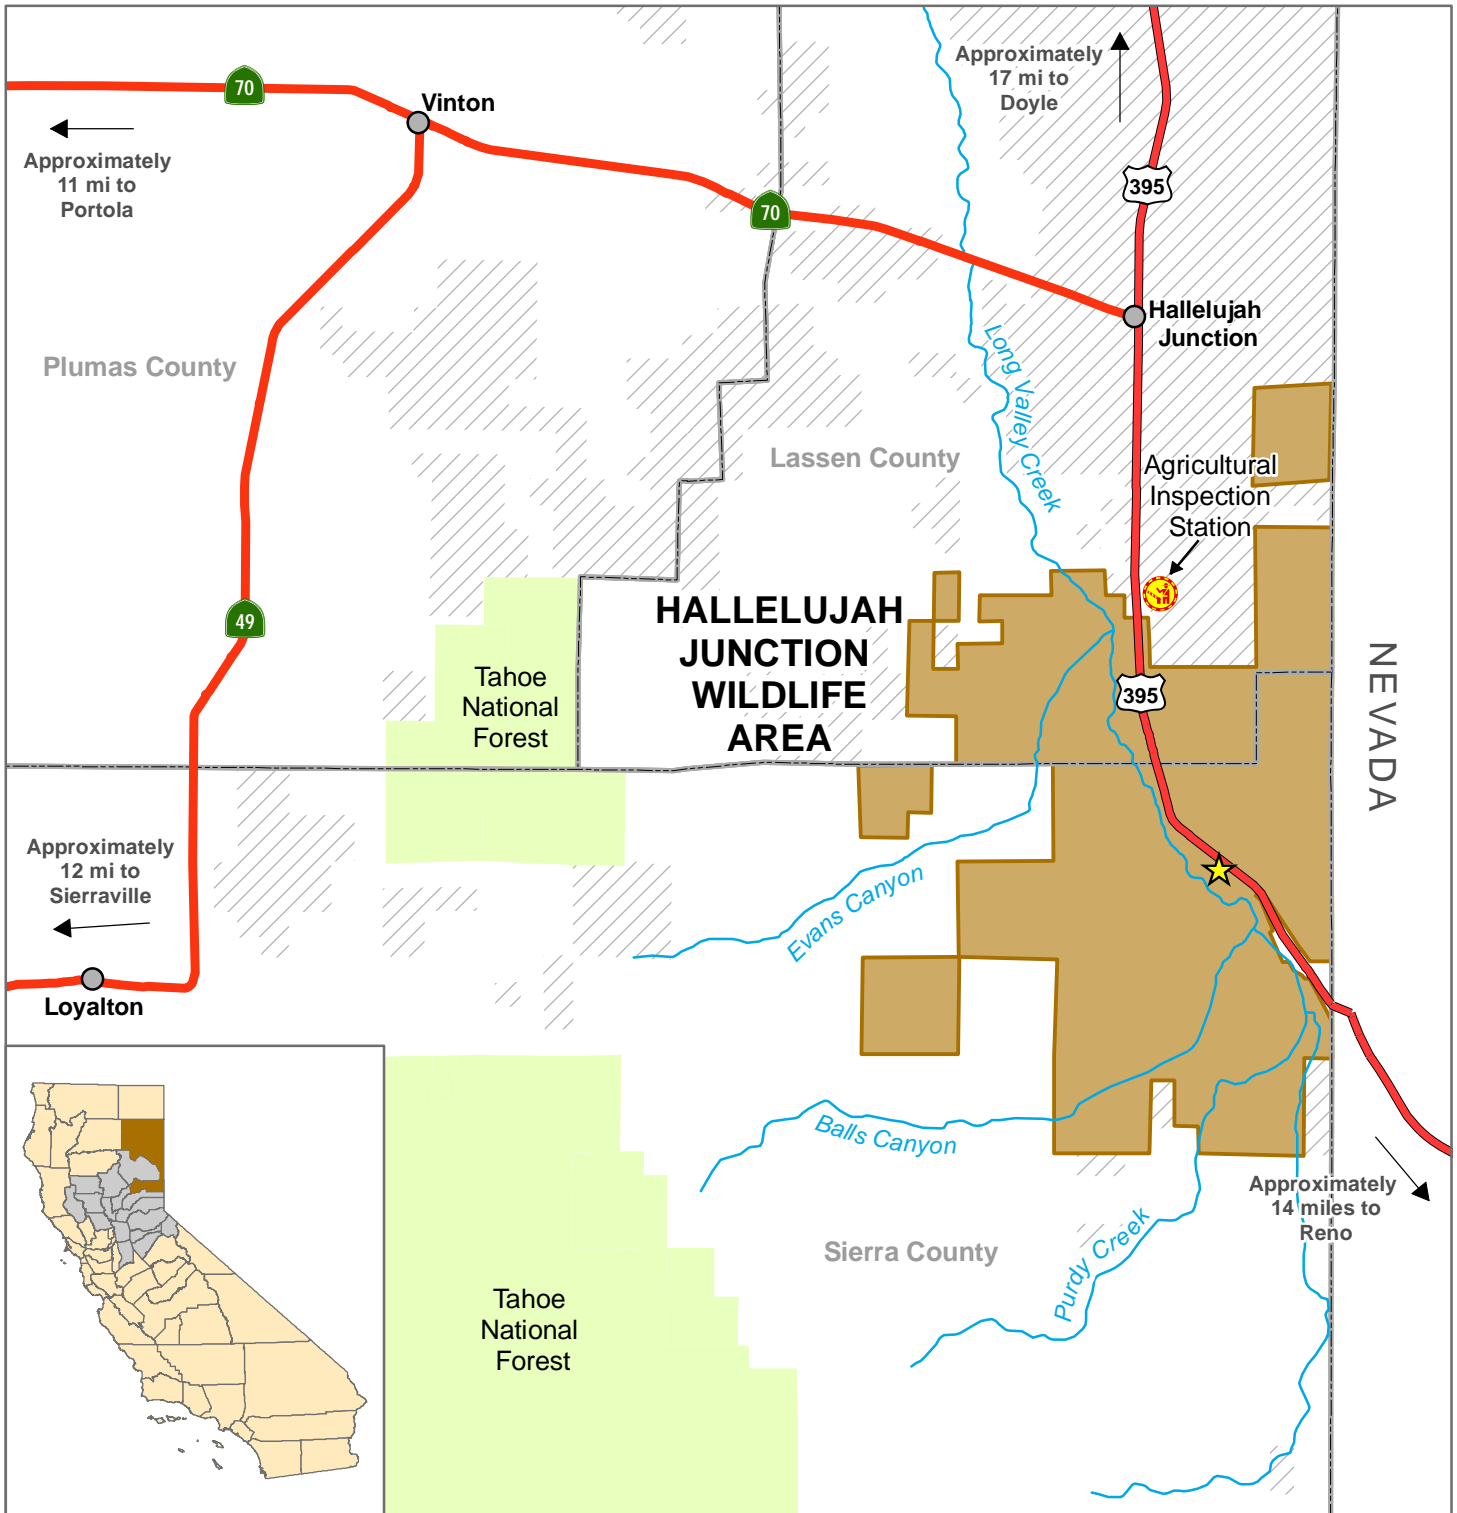 Approximately
17 mi to
Doyle
70
Vinton
Approximately
11 mi to
Portola
395
70
Hallelujah
Junction
Long Valley Creek
Plumas County
Lassen County
Agricultural
Inspection
Station
HALLELUJAH
JUNCTION
WILDLIFE
AREA
49
Tahoe
National
Forest
395
NEVADA
Approximately
12 mi to
Sierraville
Evans Canyon
Loyalton
Balls Canyon
Approximately
14 miles to
Reno
Purdy Creek
Sierra County
Tahoe
National
Forest